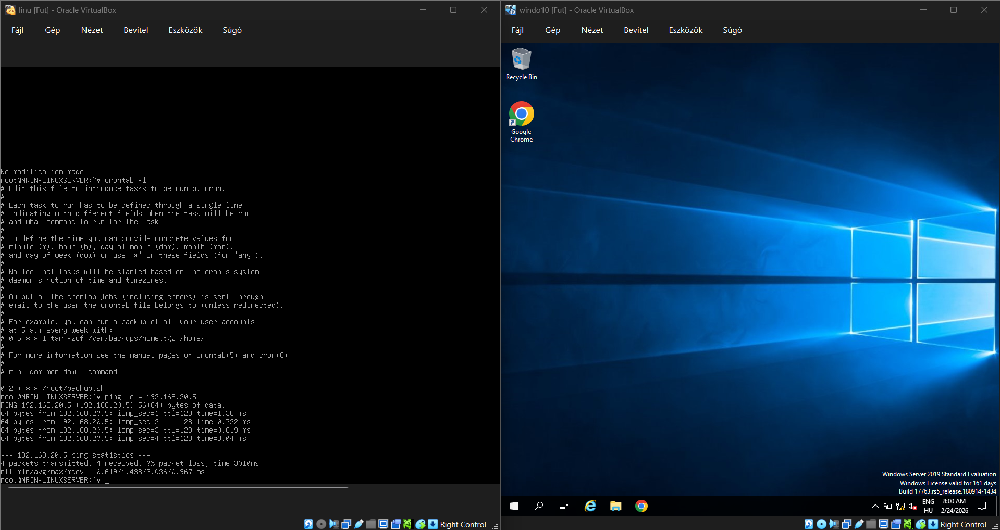 linu [Fut] - Oracle VirtualBox
Fájl Gép Nézet Bevitel Eszközök Súgó
No modification made
root@MRIN-LINUXSERVER:~# crontab -l
# Edit this file to introduce tasks to be run by cron.
#
# Each task to run has to be defined through a single line
# indicating with different fields when the task will be run
# and what command to run for the task
#
# To define the time you can provide concrete values for
# minute (m), hour (h), day of month (dom), month (mon),
# and day of week (dow) or use '*' in these fields (for 'any').
#
# Notice that tasks will be started based on the cron's system
# daemon's notion of time and timezones.
#
# Output of the crontab jobs (including errors) is sent through
# email to the user the crontab file belongs to (unless redirected).
#
# For example, you can run a backup of all your user accounts
# at 5 a.m every week with:
# 0 5 * * 1 tar -zcf /var/backups/home.tgz /home/
#
# For more information see the manual pages of crontab(5) and cron(8)
#
# m h  dom mon dow   command

0 2 * * * /root/backup.sh
root@MRIN-LINUXSERVER:~# ping -c 4 192.168.20.5
PING 192.168.20.5 (192.168.20.5) 56(84) bytes of data.
64 bytes from 192.168.20.5: icmp_seq=1 ttl=128 time=1.38 ms
64 bytes from 192.168.20.5: icmp_seq=2 ttl=128 time=0.722 ms
64 bytes from 192.168.20.5: icmp_seq=3 ttl=128 time=0.619 ms
64 bytes from 192.168.20.5: icmp_seq=4 ttl=128 time=3.04 ms

--- 192.168.20.5 ping statistics ---
4 packets transmitted, 4 received, 0% packet loss, time 3010ms
rtt min/avg/max/mdev = 0.619/1.438/3.036/0.967 ms
root@MRIN-LINUXSERVER:~# _
Right Control
windo10 [Fut] - Oracle VirtualBox
Fájl Gép Nézet Bevitel Eszközök Súgó
Recycle Bin
Google
Chrome
Windows Server 2019 Standard Evaluation
Windows License valid for 161 days
Build 17763.rs5_release.180914-1434
ENG
HU
8:00 AM
2/24/2026
Right Control